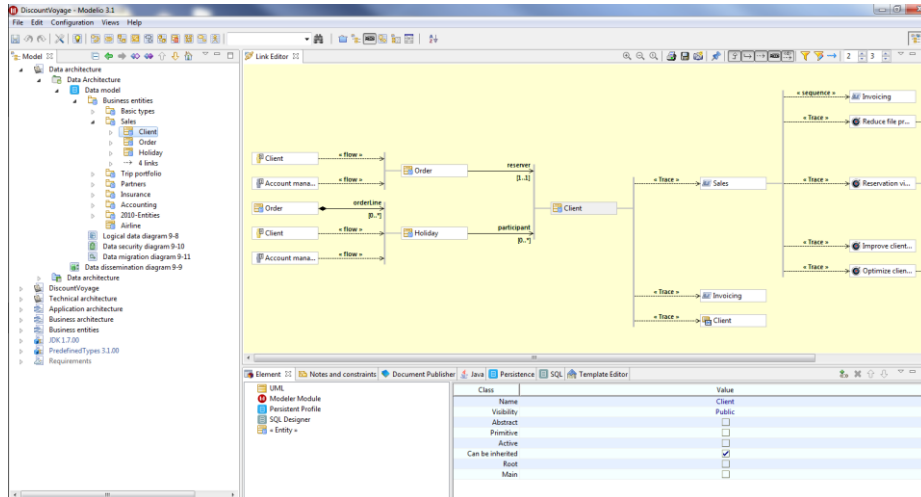 DiscountVoyage - Modelio 3.1
File Edit Configuration Views Help
Model
Data architecture
Data Architecture
Data model
Business entities
Basic types
Sales
Client
Order
Holiday
4 links
Trip portfolio
Partners
Insurance
Accounting
2010-Entities
Airline
Logical data diagram 9-8
Data security diagram 9-10
Data migration diagram 9-11
Data dissemination diagram 9-9
Data architecture
DiscountVoyage
Technical architecture
Application architecture
Business architecture
Business entities
JDK 1.7.00
PredefinedTypes 3.1.00
Requirements
Link Editor
2 3
« sequence » Invoicing
« Trace » Reduce file pr...
Client « flow »
Order reserver [1..1]
Account mana... « flow »
« Trace » Sales
« Trace » Reservation vi...
Order orderLine [0..*]
Client
Client « flow »
Holiday participant [0..*]
Account mana... « flow »
« Trace » Improve client...
« Trace » Optimize clien...
« Trace » Invoicing
« Trace » Client
Element Notes and constraints Document Publisher Java Persistence SQL Template Editor
UML
Modeler Module
Persistent Profile
SQL Designer
« Entity »
Class Value
Name Client
Visibility Public
Abstract
Primitive
Active
Can be inherited
Root
Main